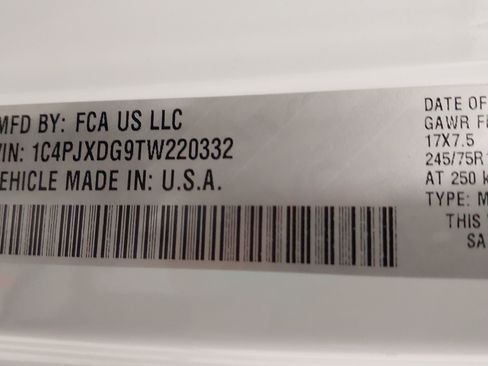 MFD BY: FCA US LLC
VIN: 1C4PJXDG9TW220332
VEHICLE MADE IN: U.S.A.
DATE OF
GAWR F
17X7.5
245/75R1
AT 250 k
TYPE: M
THIS
SA